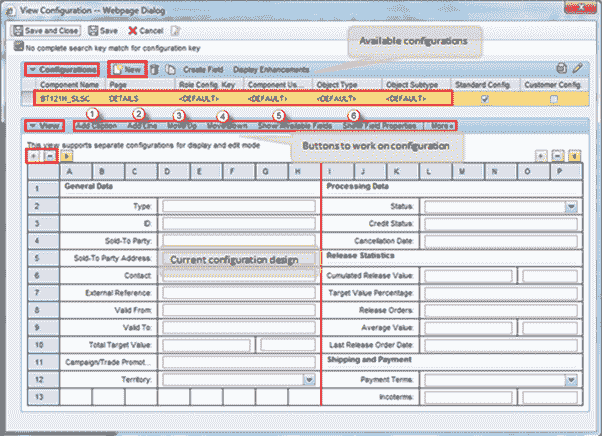 View Configuration -- Webpage Dialog
Save and Close Save Cancel
No complete search key match for configuration key
Available configurations
Configurations New Create Field Display Enhancements
Component Name Page Role Config. Key Component Us... Object Type Object Subtype Standard Config. Customer Config.
BT121H_SLSC DETAILS <DEFAULT> <DEFAULT> <DEFAULT> <DEFAULT>
1 2 3 4 5 6
View Add Caption Add Line Move Up Move Down Show Available Fields Show Field Properties More
This view supports separate configurations for display and edit mode
Buttons to work on configuration
A B C D E F G H I J K L M N O P
1 General Data Processing Data
2 Type: Status:
3 ID: Credit Status:
4 Sold-To Party: Cancellation Date:
5 Sold-To Party Address: Release Statistics
Current configuration design
6 Contact: Cumulated Release Value:
7 External Reference: Target Value Percentage:
8 Valid From: Release Orders:
9 Valid To: Average Value:
10 Total Target Value: Last Release Order Date:
11 Campaign/Trade Promot... Shipping and Payment
12 Territory: Payment Terms:
13 Incoterms: